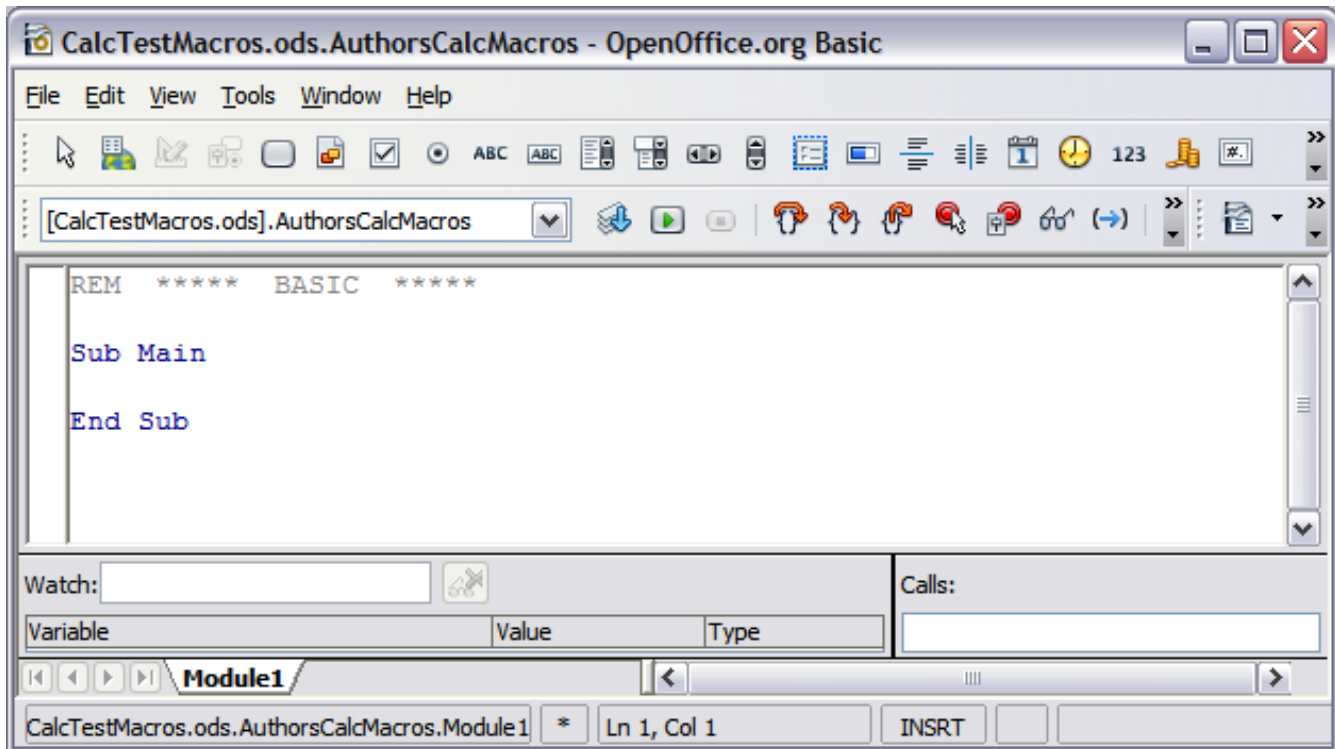 CalcTestMacros.ods.AuthorsCalcMacros - OpenOffice.org Basic
File Edit View Tools Window Help
ABC ABC 1 123 #.
[CalcTestMacros.ods].AuthorsCalcMacros
REM ***** BASIC *****
Sub Main
End Sub
Watch:
Calls:
Variable Value Type
Module1
CalcTestMacros.ods.AuthorsCalcMacros.Module1 * Ln 1, Col 1 INSRT